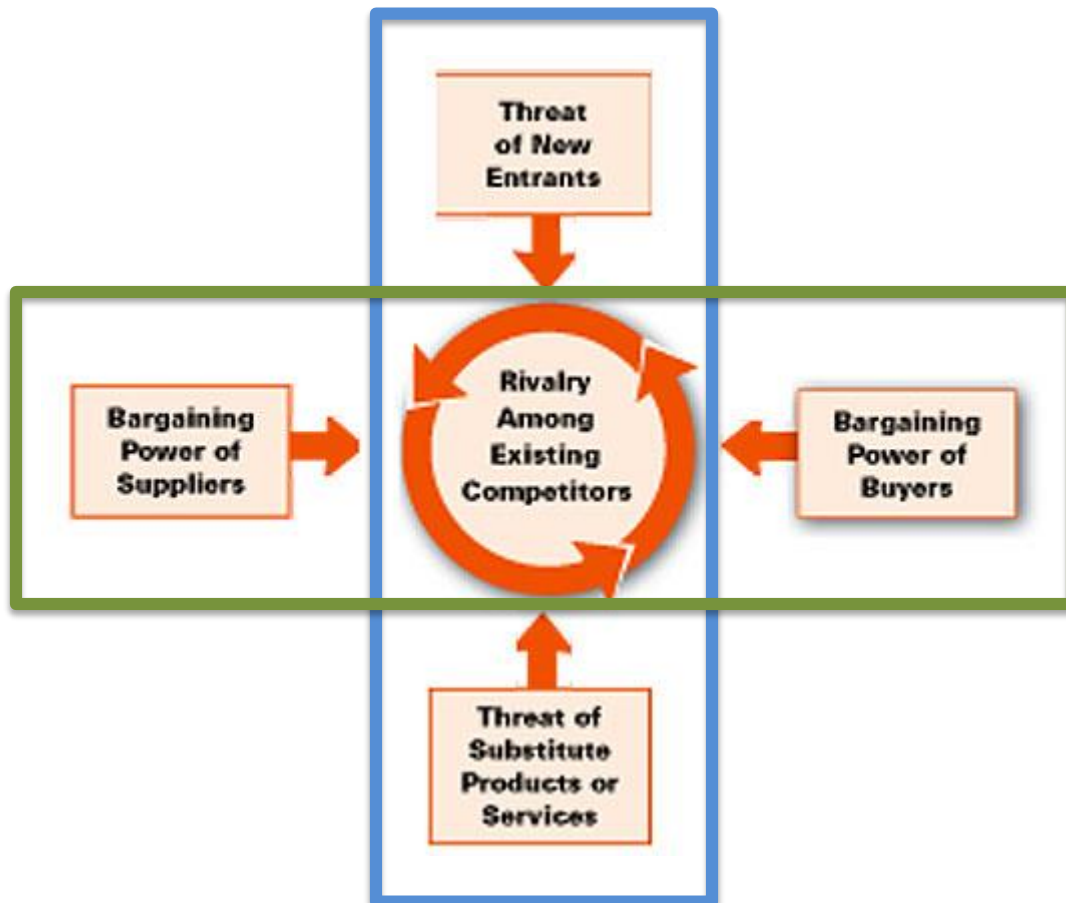 Threat
of New
Entrants
Bargaining
Power of
Suppliers
Rivalry
Among
Existing
Competitors
Bargaining
Power of
Buyers
Threat of
Substitute
Products or
Services